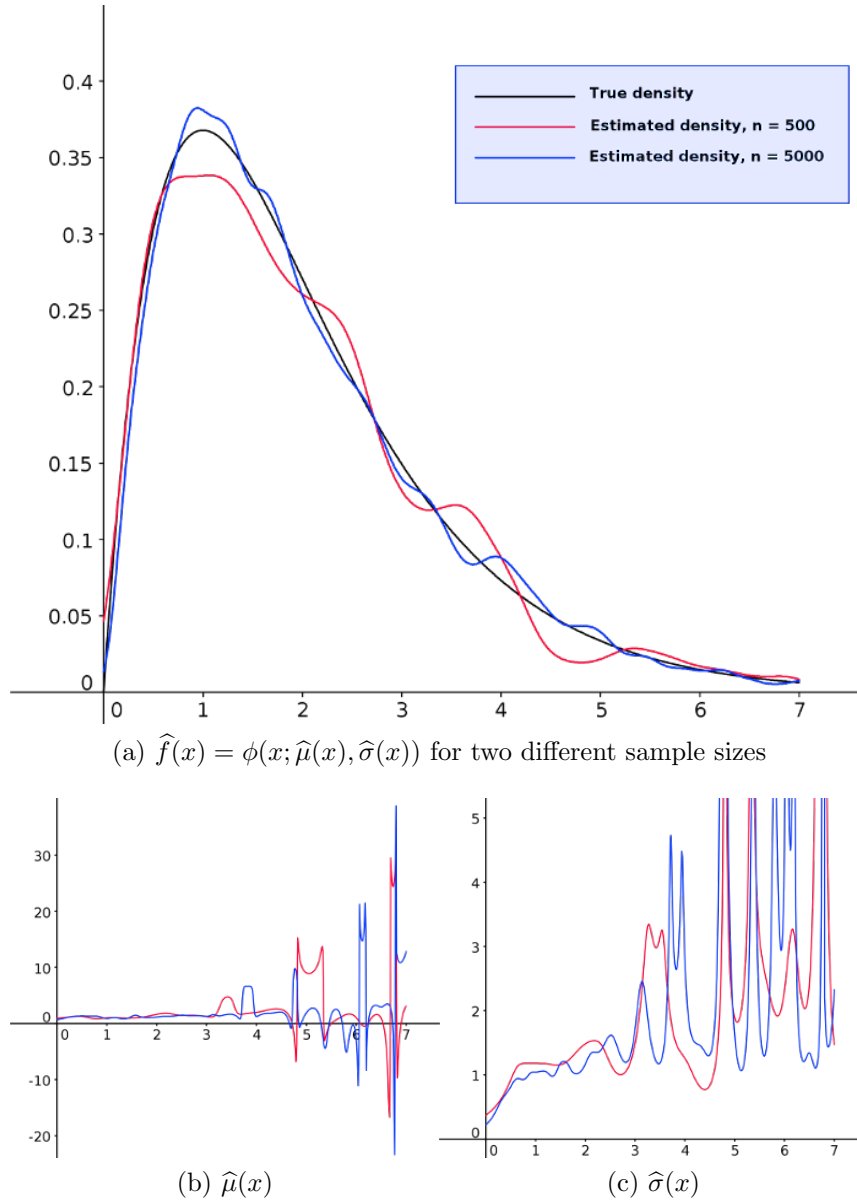 0.4
True density
Estimated density, n = 500
0.35
Estimated density, n = 5000
0.3
0.25
0.2
0.15
0.1
0.05
0
0 1 2 3 4 5 6 7
(a) f̂(x) = ϕ(x; μ̂(x), σ̂(x)) for two different sample sizes
30
20
10
0
0 1 2 3 4 5 6 7
-10
-20
(b) μ̂(x)
5
4
3
2
1
0
0 1 2 3 4 5 6 7
(c) σ̂(x)